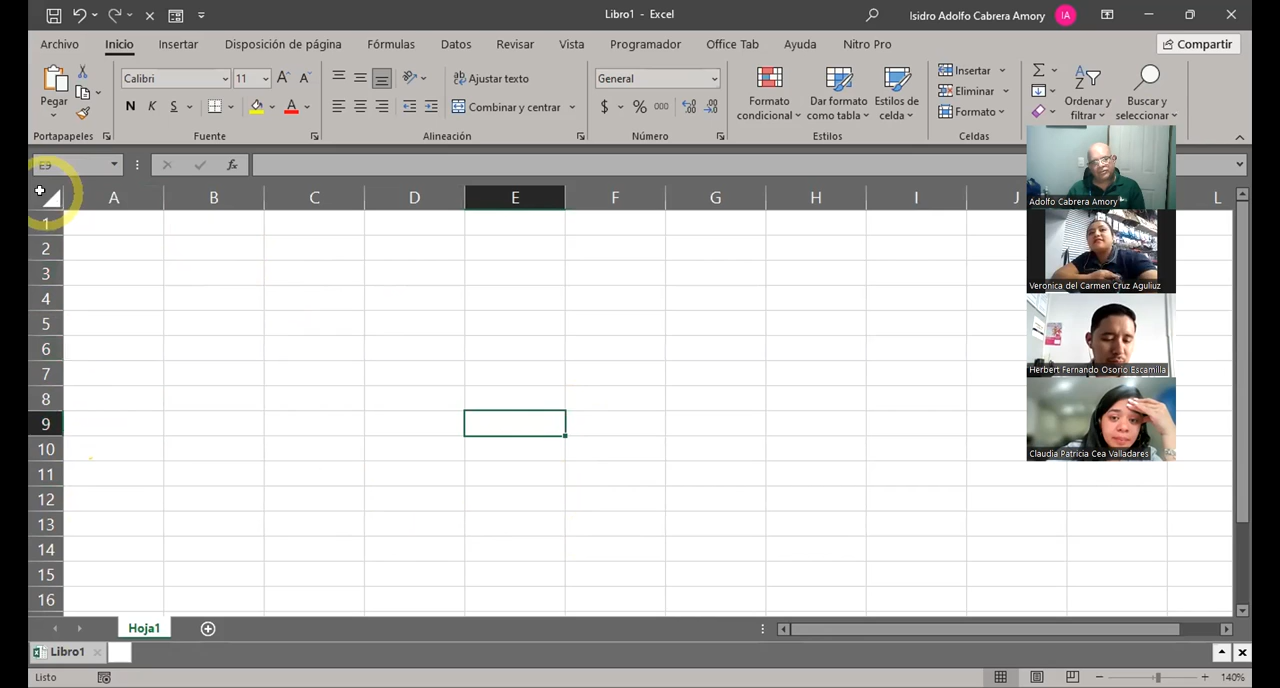 Libro1 - Excel
Isidro Adolfo Cabrera Amory
IA
Archivo
Inicio
Insertar
Disposición de página
Fórmulas
Datos
Revisar
Vista
Programador
Office Tab
Ayuda
Nitro Pro
Compartir
Pegar
Portapapeles
Calibri
11
N K S
Fuente
Ajustar texto
Combinar y centrar
Alineación
General
$ % 000
Número
Formato condicional
Dar formato como tabla
Estilos de celda
Estilos
Insertar
Eliminar
Formato
Celdas
Ordenar y filtrar
Buscar y seleccionar
E9
fx
A B C D E F G H I J L
1
2
3
4
5
6
7
8
9
10
11
12
13
14
15
16
Adolfo Cabrera Amory
Veronica del Carmen Cruz Aguliuz
Herbert Fernando Osorio Escamilla
Claudia Patricia Cea Valladares
Hoja1
Libro1
Listo
140%